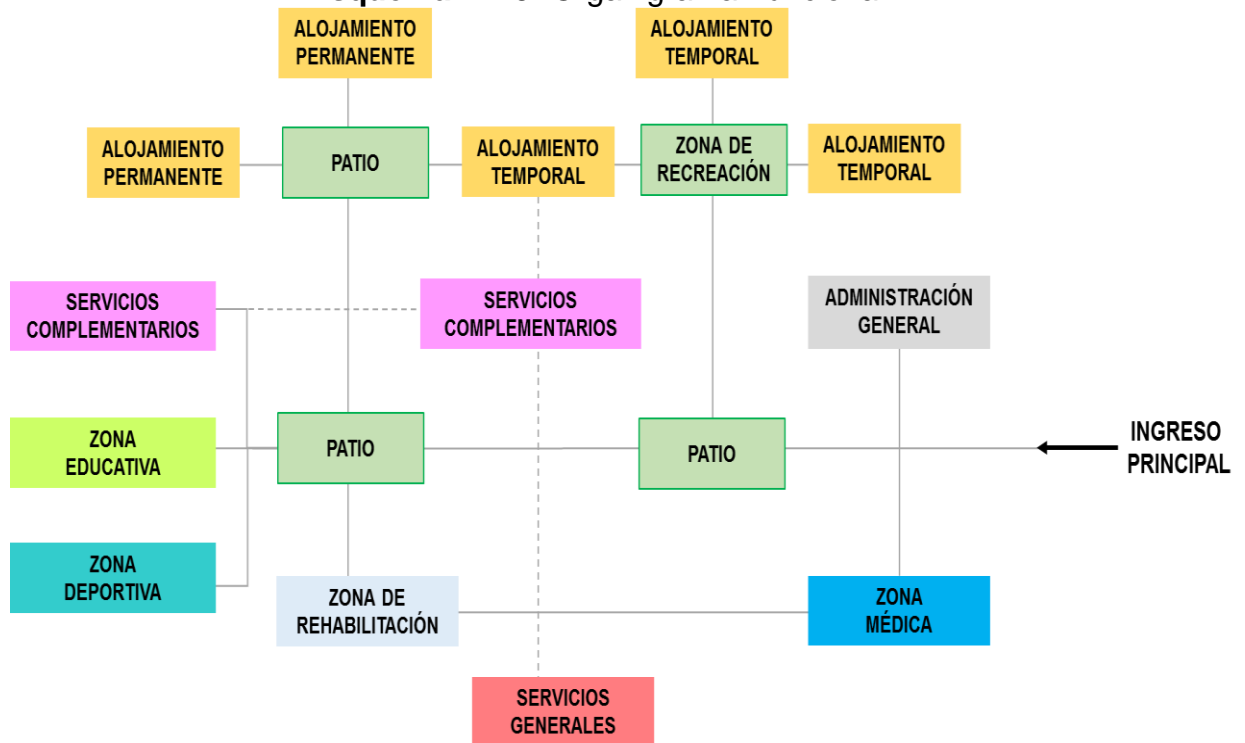 ALOJAMIENTO
PERMANENTE
ALOJAMIENTO
TEMPORAL
ALOJAMIENTO
PERMANENTE
PATIO
ALOJAMIENTO
TEMPORAL
ZONA DE
RECREACIÓN
ALOJAMIENTO
TEMPORAL
SERVICIOS
COMPLEMENTARIOS
SERVICIOS
COMPLEMENTARIOS
ADMINISTRACIÓN
GENERAL
ZONA
EDUCATIVA
PATIO
PATIO
INGRESO
PRINCIPAL
ZONA
DEPORTIVA
ZONA DE
REHABILITACIÓN
ZONA
MÉDICA
SERVICIOS
GENERALES